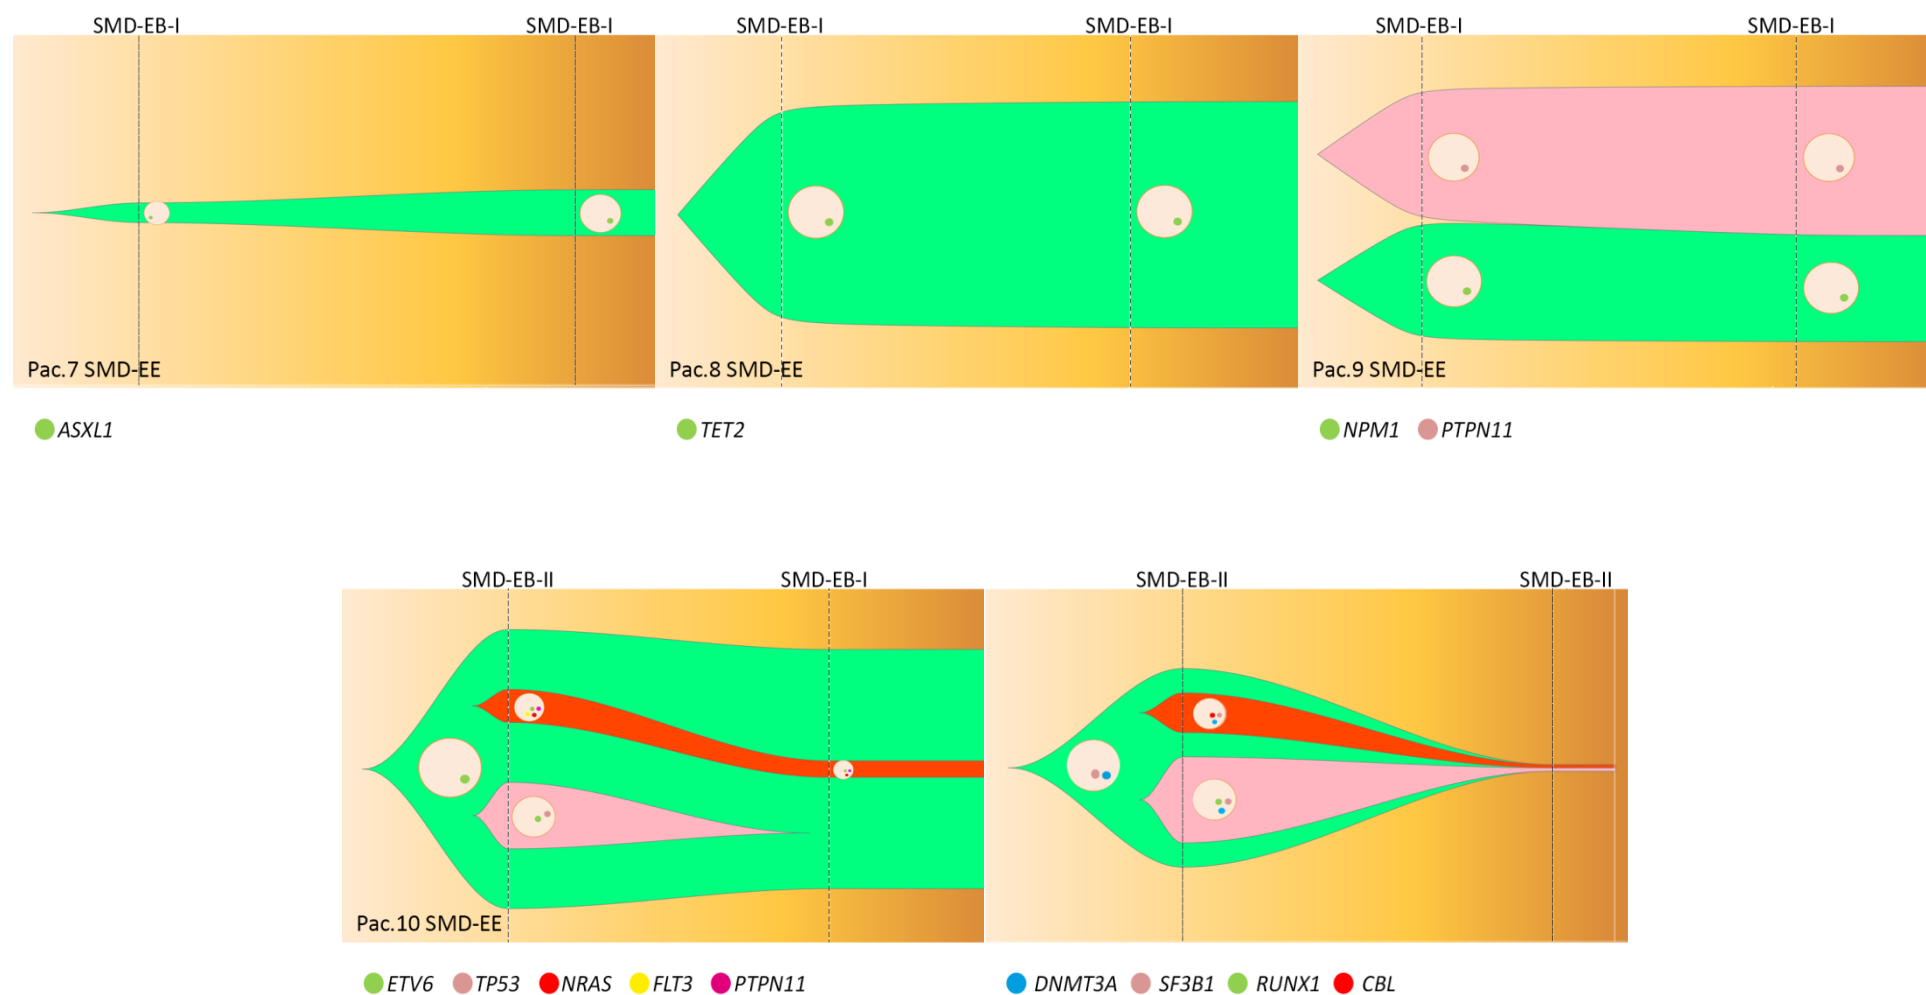 SMD-EB-I SMD-EB-I SMD-EB-I SMD-EB-I SMD-EB-I SMD-EB-I
Pac.7 SMD-EE Pac.8 SMD-EE Pac.9 SMD-EE
ASXL1 TET2 NPM1 PTPN11
SMD-EB-II SMD-EB-I SMD-EB-II SMD-EB-II
Pac.10 SMD-EE
ETV6 TP53 NRAS FLT3 PTPN11 DNMT3A SF3B1 RUNX1 CBL